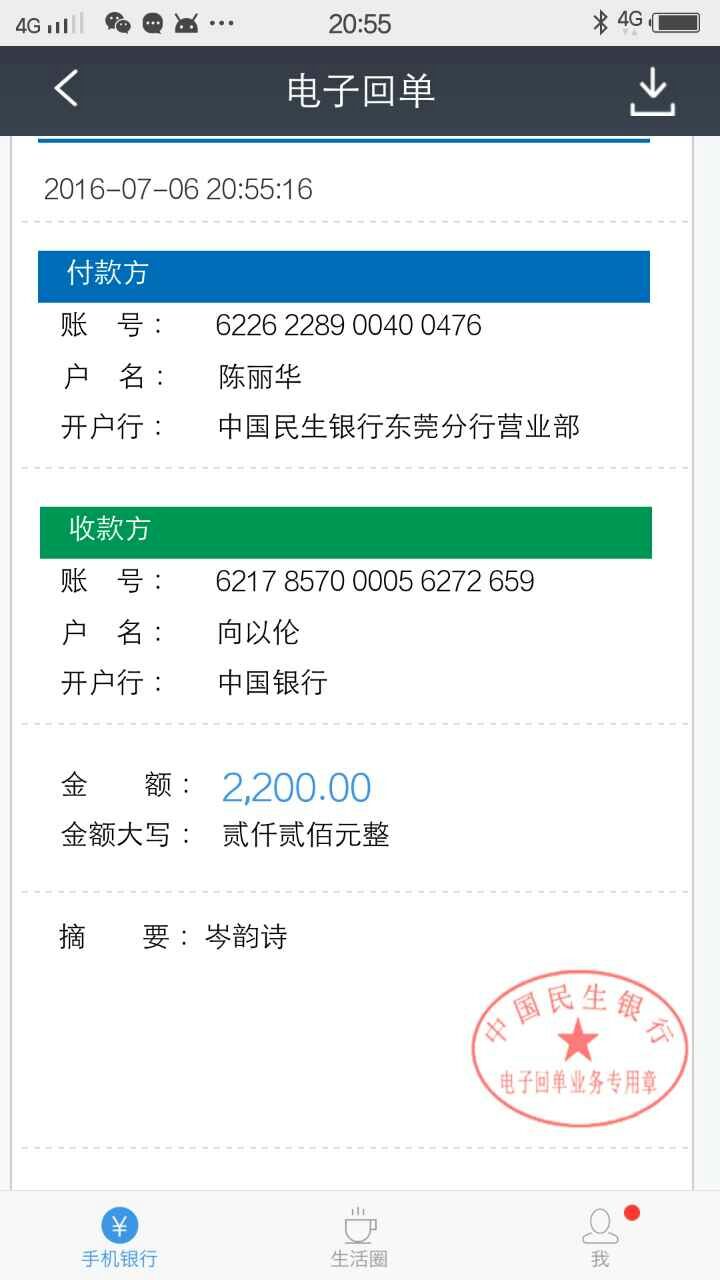 4G 20:55 4G
电子回单
2016-07-06 20:55:16
付款方
账 号： 6226 2289 0040 0476
户 名： 陈丽华
开户行： 中国民生银行东莞分行营业部
收款方
账 号： 6217 8570 0005 6272 659
户 名： 向以伦
开户行： 中国银行
金 额： 2,200.00
金额大写： 贰仟贰佰元整
摘 要： 岑韵诗
中国民生银行
电子回单业务专用章
¥
手机银行 生活圈 我